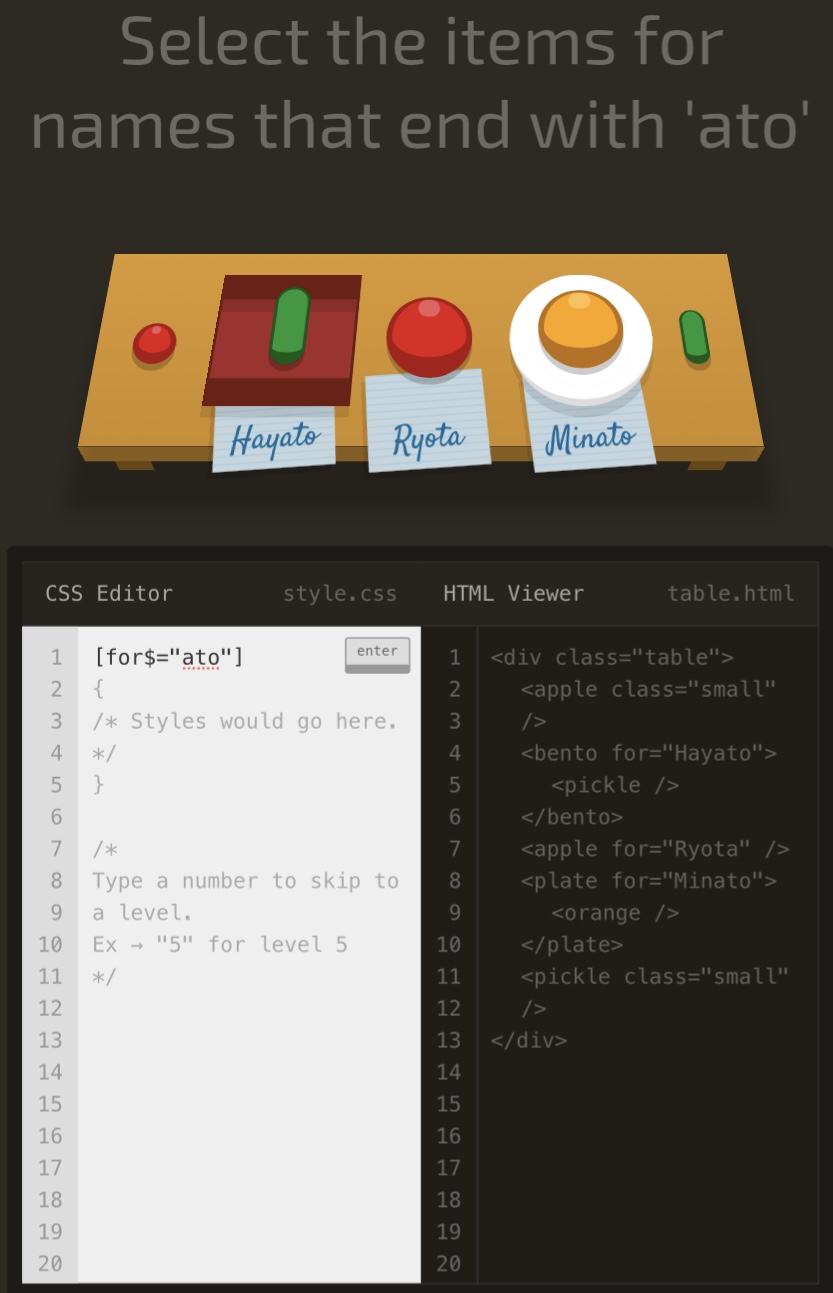 Select the items for
names that end with 'ato'
Hayato Ryota Minato
CSS Editor style.css HTML Viewer table.html
1 [for$="ato"] enter
2 {
3 /* Styles would go here.
4 */
5 }
6
7 /*
8 Type a number to skip to
9 a level.
10 Ex → "5" for level 5
11 */
12
13
14
15
16
17
18
19
20
1 <div class="table">
2 <apple class="small"
3 />
4 <bento for="Hayato">
5 <pickle />
6 </bento>
7 <apple for="Ryota" />
8 <plate for="Minato">
9 <orange />
10 </plate>
11 <pickle class="small"
12 />
13 </div>
14
15
16
17
18
19
20